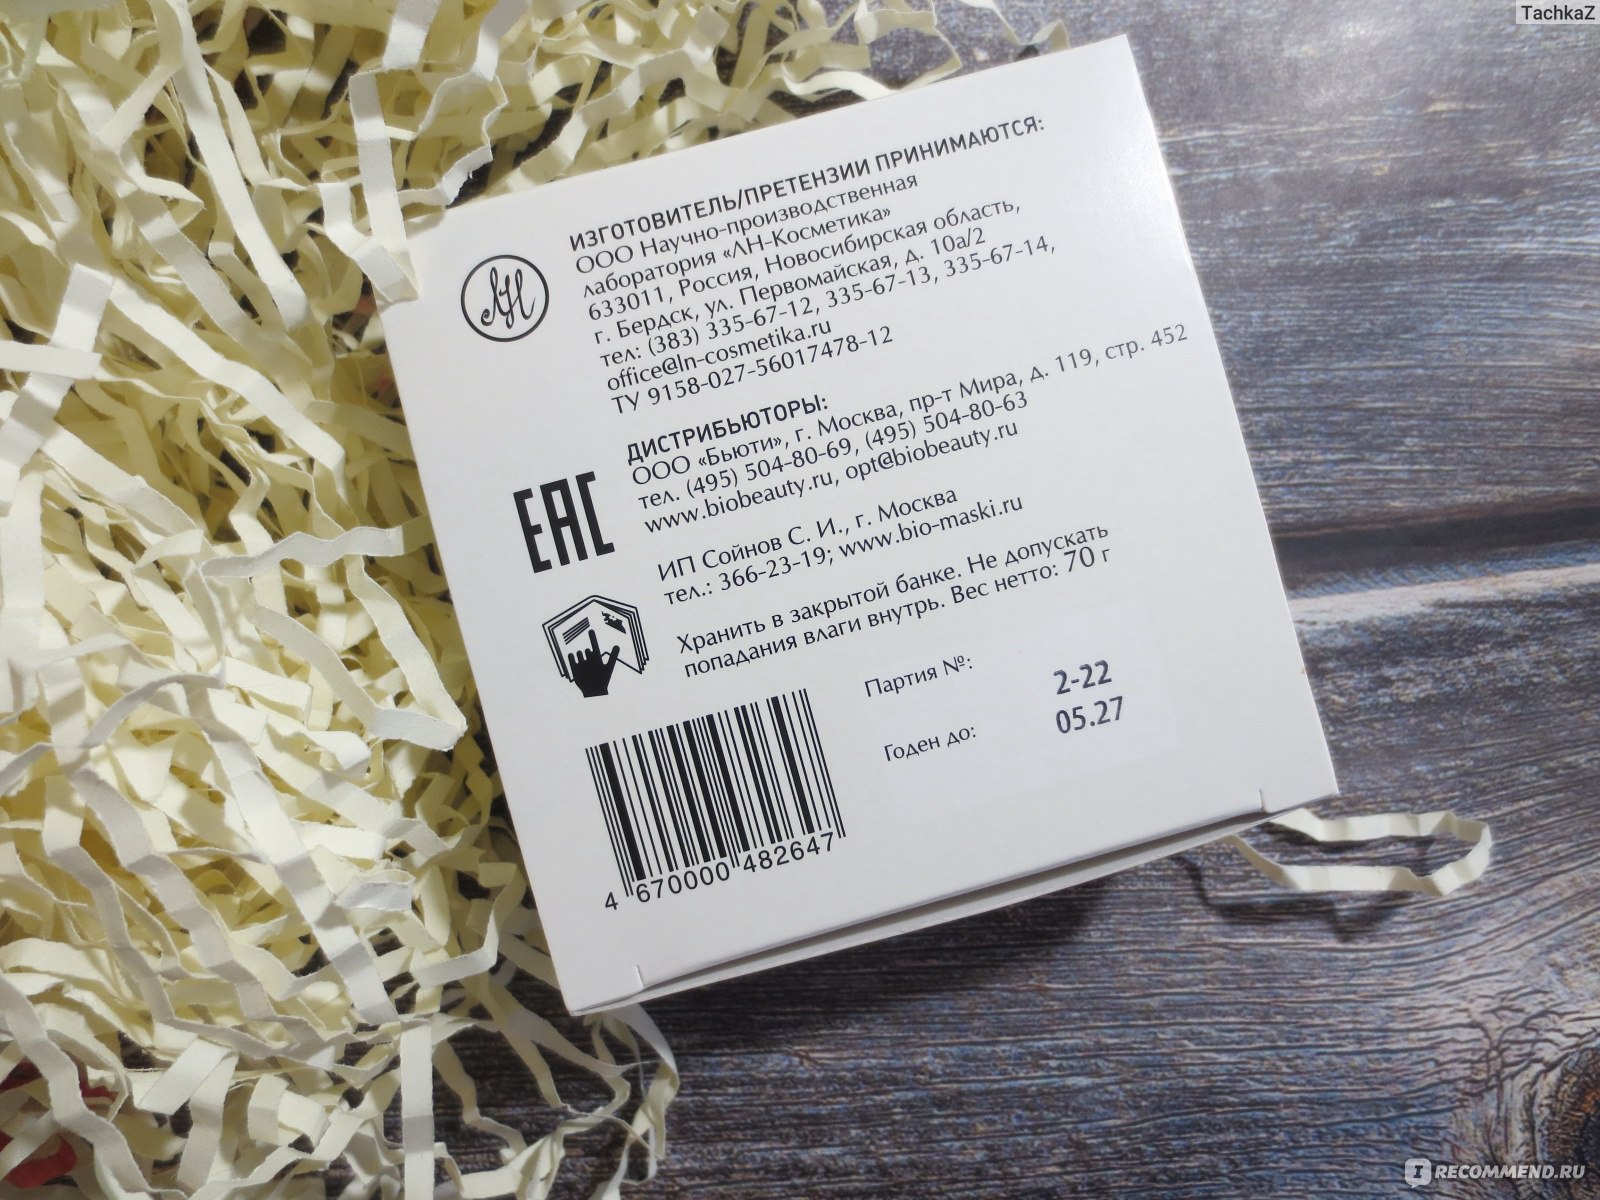 TachkaZ
ИЗГОТОВИТЕЛЬ/ПРЕТЕНЗИИ ПРИНИМАЮТСЯ:
ООО Научно-производственная
лаборатория «ЛН-Косметика»
633011, Россия, Новосибирская область,
г. Бердск, ул. Первомайская, д. 10а/2
тел: (383) 335-67-12, 335-67-13, 335-67-14,
office@ln-cosmetika.ru
ТУ 9158-027-56017478-12
ЛН
ДИСТРИБЬЮТОРЫ:
ООО «Бьюти», г. Москва, пр-т Мира, д. 119, стр. 452
тел. (495) 504-80-69, (495) 504-80-63
www.biobeauty.ru, opt@biobeauty.ru
EAC
ИП Сойнов С. И., г. Москва
тел.: 366-23-19; www.bio-maski.ru
Хранить в закрытой банке. Не допускать
попадания влаги внутрь. Вес нетто: 70 г
Партия №: 2-22
Годен до: 05.27
4 670000 482647
IRECOMMEND.RU